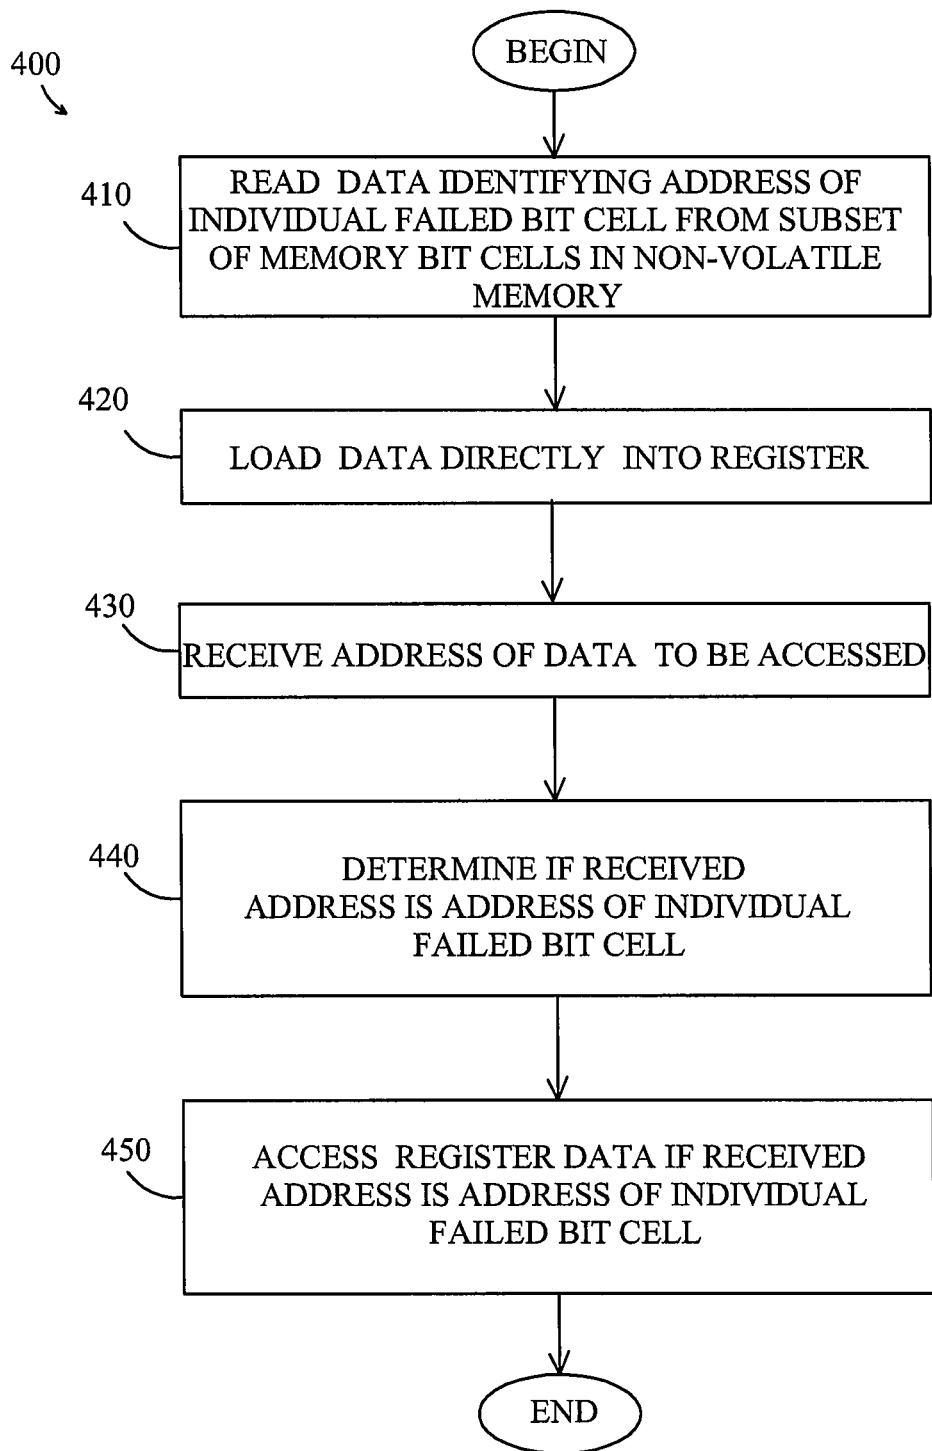 BEGIN
400
410
READ DATA IDENTIFYING ADDRESS OF
INDIVIDUAL FAILED BIT CELL FROM SUBSET
OF MEMORY BIT CELLS IN NON-VOLATILE
MEMORY
420
LOAD DATA DIRECTLY INTO REGISTER
430
RECEIVE ADDRESS OF DATA TO BE ACCESSED
440
DETERMINE IF RECEIVED
ADDRESS IS ADDRESS OF INDIVIDUAL
FAILED BIT CELL
450
ACCESS REGISTER DATA IF RECEIVED
ADDRESS IS ADDRESS OF INDIVIDUAL
FAILED BIT CELL
END